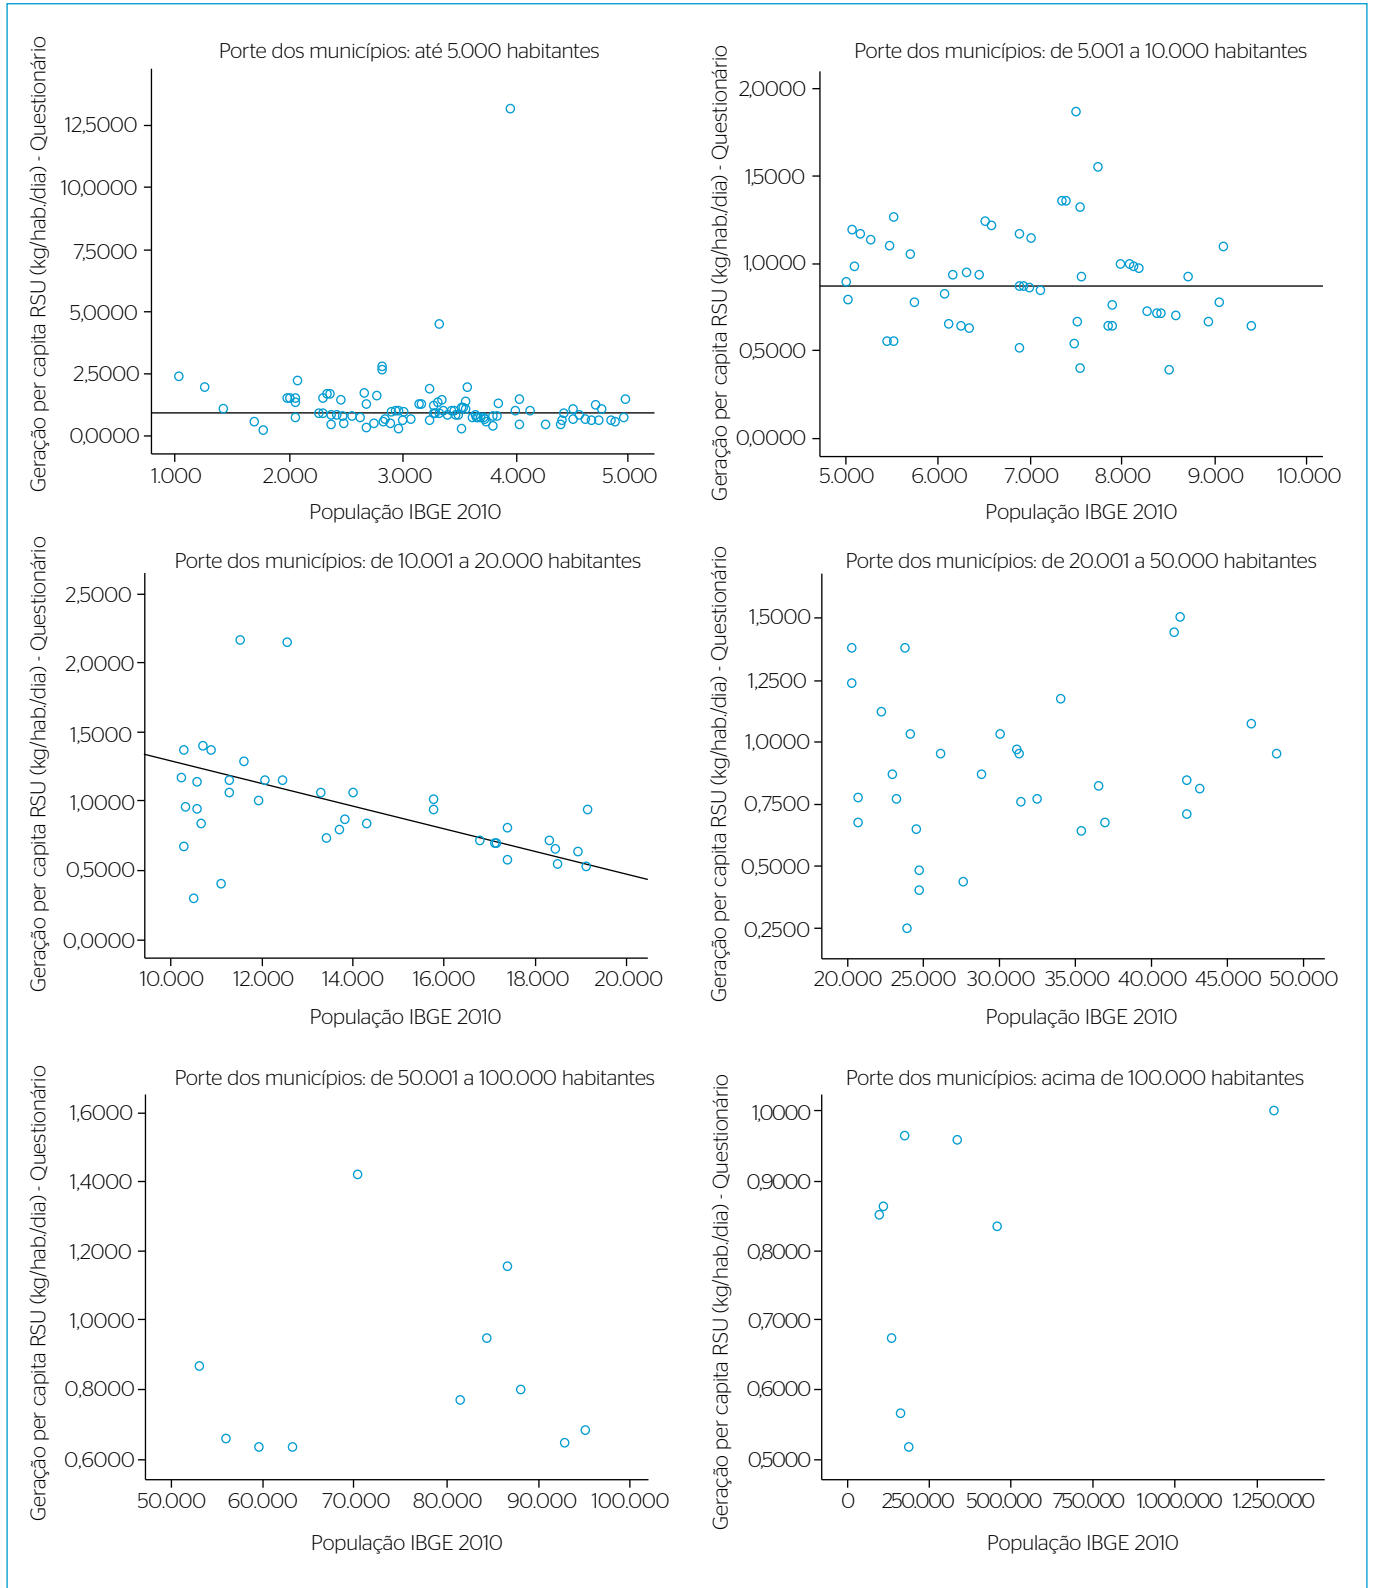 Porte dos municípios: até 5.000 habitantes
Geração per capita RSU (kg/hab./dia) - Questionário
12,5000
10,0000
7,5000
5,0000
2,5000
0,0000
1.000 2.000 3.000 4.000 5.000
População IBGE 2010
Porte dos municípios: de 5.001 a 10.000 habitantes
Geração per capita RSU (kg/hab./dia) - Questionário
2,0000
1,5000
1,0000
0,5000
0,0000
5.000 6.000 7.000 8.000 9.000 10.000
População IBGE 2010
Porte dos municípios: de 10.001 a 20.000 habitantes
Geração per capita RSU (kg/hab./dia) - Questionário
2,5000
2,0000
1,5000
1,0000
0,5000
0,0000
10.000 12.000 14.000 16.000 18.000 20.000
População IBGE 2010
Porte dos municípios: de 20.001 a 50.000 habitantes
Geração per capita RSU (kg/hab./dia) - Questionário
1,5000
1,2500
1,0000
0,7500
0,5000
0,2500
20.000 25.000 30.000 35.000 40.000 45.000 50.000
População IBGE 2010
Porte dos municípios: de 50.001 a 100.000 habitantes
Geração per capita RSU (kg/hab./dia) - Questionário
1,6000
1,4000
1,2000
1,0000
0,8000
0,6000
50.000 60.000 70.000 80.000 90.000 100.000
População IBGE 2010
Porte dos municípios: acima de 100.000 habitantes
Geração per capita RSU (kg/hab./dia) - Questionário
1,0000
0,9000
0,8000
0,7000
0,6000
0,5000
0 250.000 500.000 750.000 1.000.000 1.250.000
População IBGE 2010